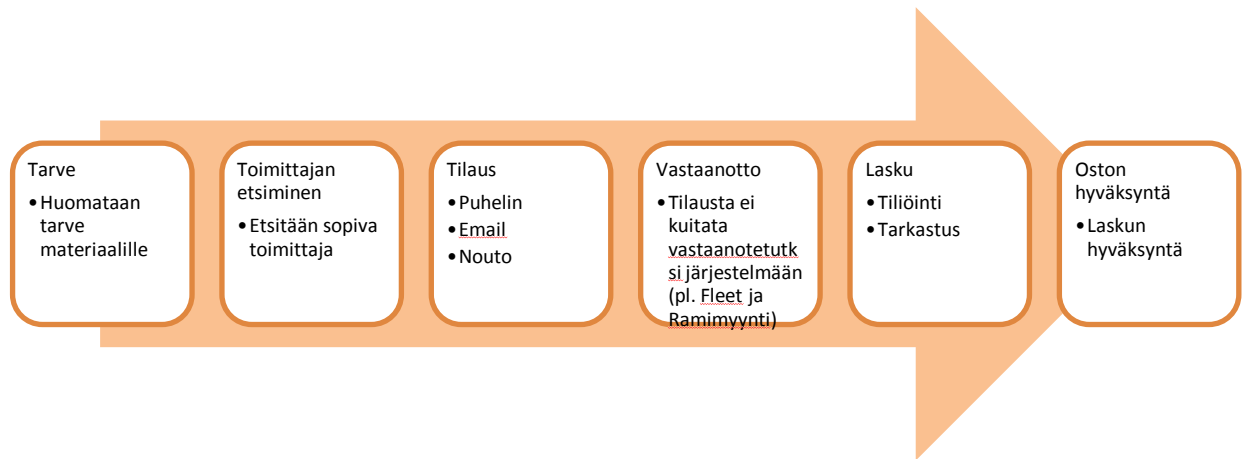 Tarve
•Huomataan
tarve
materiaalille
Toimittajan
etsiminen
•Etsitään sopiva
toimittaja
Tilaus
•Puhelin
•Email
•Nouto
Vastaanotto
•Tilausta ei
kuitata
vastaanotetutk
si järjestelmään
(pl. Fleet ja
Ramimyynti)
Lasku
•Tiliöinti
•Tarkastus
Oston
hyväksyntä
•Laskun
hyväksyntä